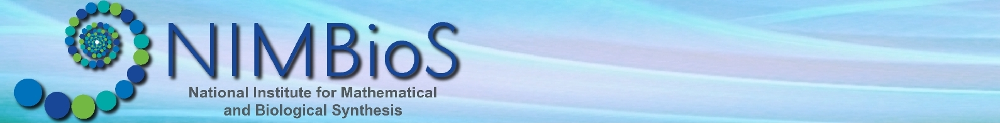 NIMBioS
National Institute for Mathematical
and Biological Synthesis